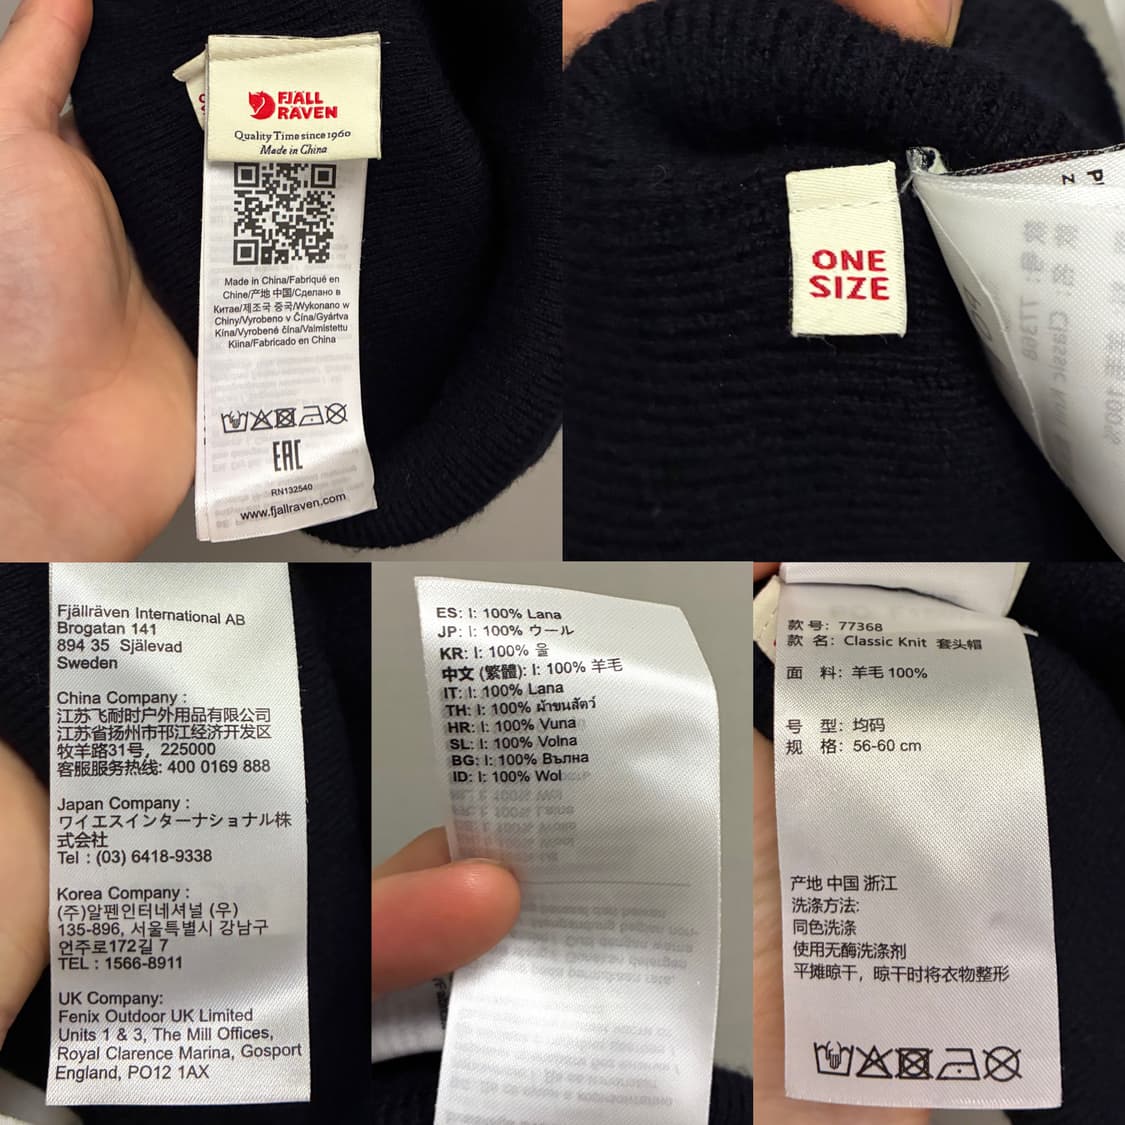 FJÄLL
RÄVEN
Quality Time since 1960
Made in China
Made in China/Fabriqué en
Chine/产地 中国/Сделано в
Китае/제조국 중국/Wykonano w
Chiny/Vyrobeno v Čína/Gyártva
Kína/Vyrobené čína/Valmistettu
Kiina/Fabricado en China
EAC
RN132540
www.fjallraven.com
ONE
SIZE
Fjällräven International AB
Brogatan 141
894 35 Själevad
Sweden
China Company :
江苏飞耐时户外用品有限公司
江苏省扬州市邗江经济开发区
牧羊路31号, 225000
客服服务热线: 400 0169 888
Japan Company :
ワイエスインターナショナル株
式会社
Tel : (03) 6418-9338
Korea Company :
(주)알펜인터네셔널 (우)
135-896, 서울특별시 강남구
언주로172길 7
TEL : 1566-8911
UK Company:
Fenix Outdoor UK Limited
Units 1 & 3, The Mill Offices,
Royal Clarence Marina, Gosport
England, PO12 1AX
ES: I: 100% Lana
JP: I: 100% ウール
KR: I: 100% 울
中文 (繁體): I: 100% 羊毛
IT: I: 100% Lana
TH: I: 100% ผ้าขนสัตว์
HR: I: 100% Vuna
SL: I: 100% Volna
BG: I: 100% Вълна
ID: I: 100% Wol
款 号: 77368
款 名: Classic Knit 套头帽
面 料: 羊毛 100%
号 型: 均码
规 格: 56-60 cm
产地 中国 浙江
洗涤方法:
同色洗涤
使用无酶洗涤剂
平摊晾干，晾干时将衣物整形